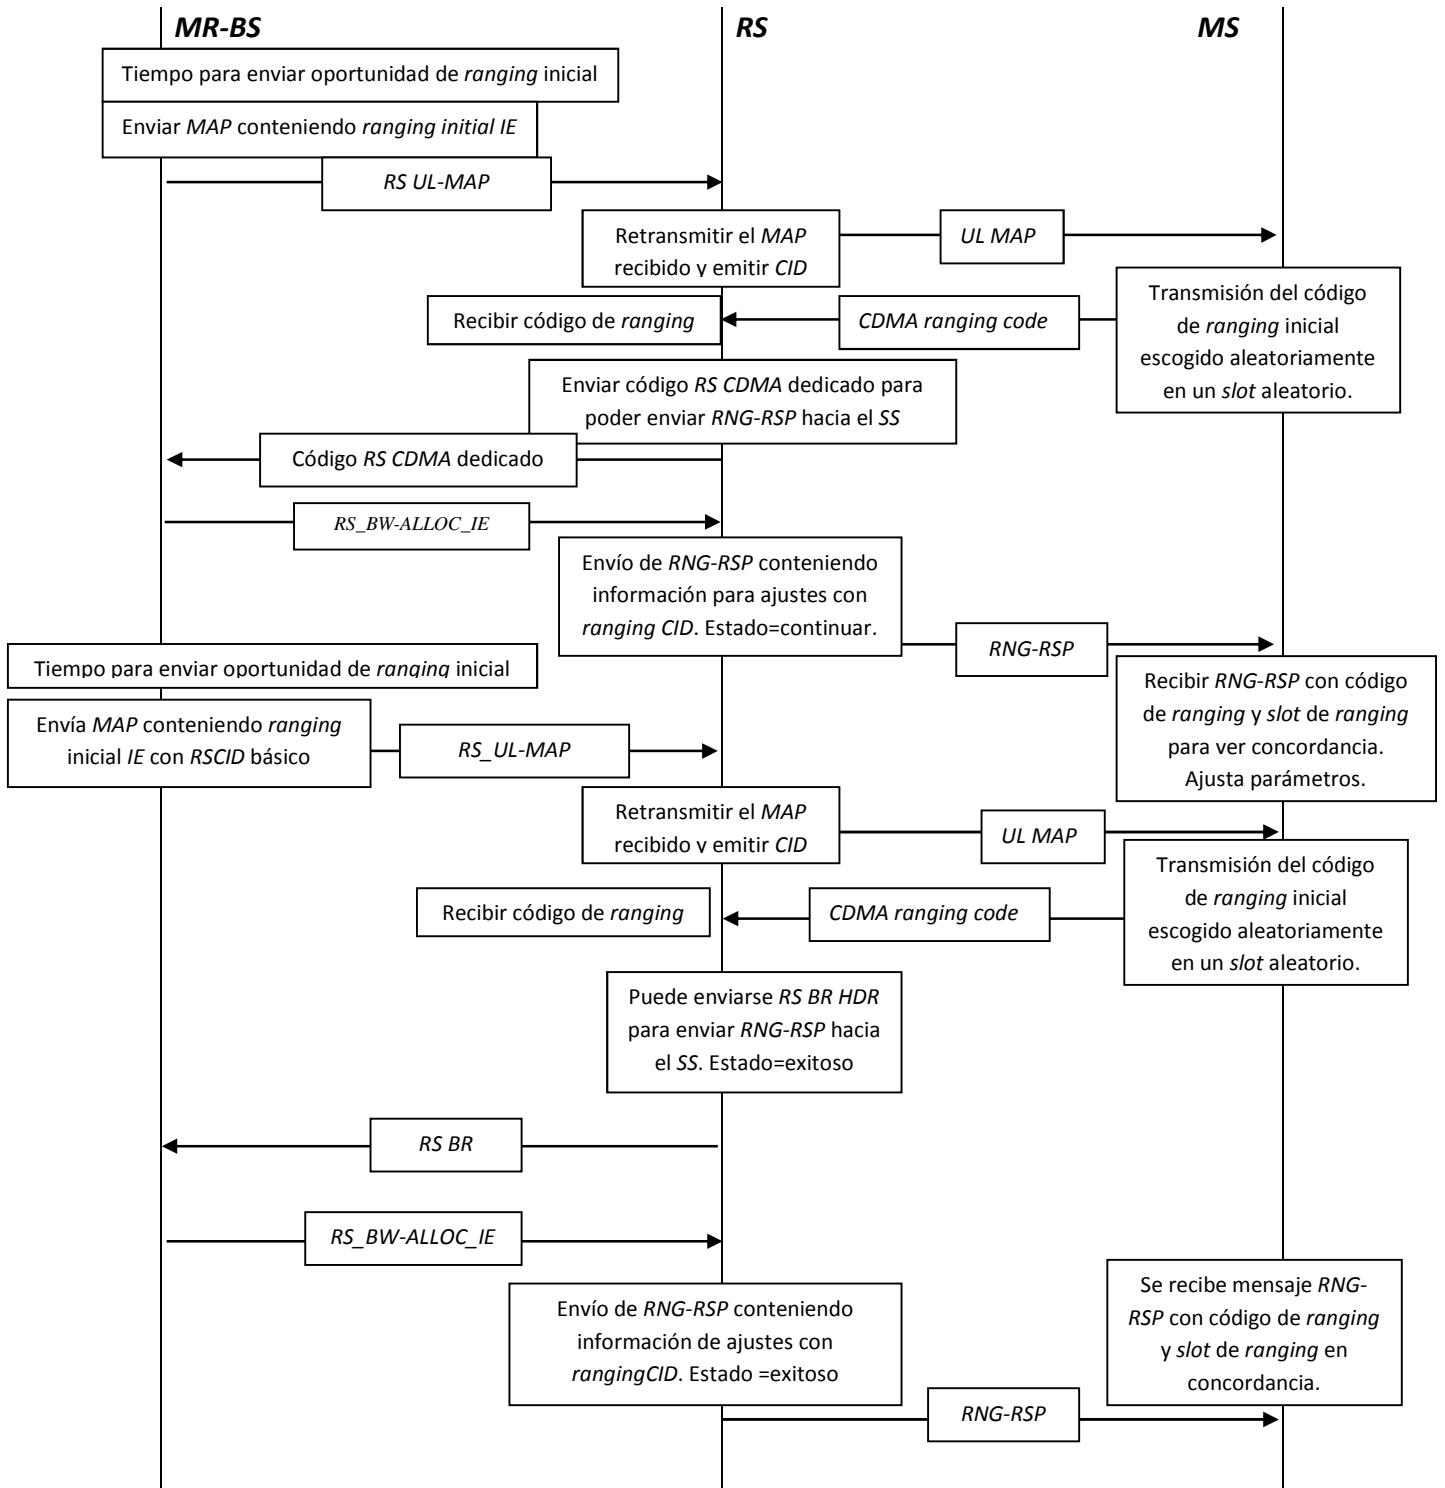 MR-BS
RS
MS
Tiempo para enviar oportunidad de ranging inicial
Enviar MAP conteniendo ranging initial IE
RS UL-MAP
Retransmitir el MAP
recibido y emitir CID
UL MAP
Transmisión del código
de ranging inicial
escogido aleatoriamente
en un slot aleatorio.
Recibir código de ranging
CDMA ranging code
Enviar código RS CDMA dedicado para
poder enviar RNG-RSP hacia el SS
Código RS CDMA dedicado
RS_BW-ALLOC_IE
Envío de RNG-RSP conteniendo
información para ajustes con
ranging CID. Estado=continuar.
RNG-RSP
Tiempo para enviar oportunidad de ranging inicial
Recibir RNG-RSP con código
de ranging y slot de ranging
para ver concordancia.
Ajusta parámetros.
Envía MAP conteniendo ranging
inicial IE con RSCID básico
RS_UL-MAP
Retransmitir el MAP
recibido y emitir CID
UL MAP
Transmisión del código
de ranging inicial
escogido aleatoriamente
en un slot aleatorio.
Recibir código de ranging
CDMA ranging code
Puede enviarse RS BR HDR
para enviar RNG-RSP hacia
el SS. Estado=exitoso
RS BR
RS_BW-ALLOC_IE
Se recibe mensaje RNG-
RSP con código de ranging
y slot de ranging en
concordancia.
Envío de RNG-RSP conteniendo
información de ajustes con
rangingCID. Estado =exitoso
RNG-RSP